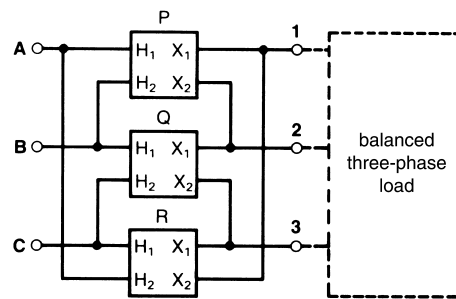 P
A
H₁ X₁
H₂ X₂
1
Q
B
H₁ X₁
H₂ X₂
2
R
C
H₁ X₁
H₂ X₂
3
balanced
three-phase
load